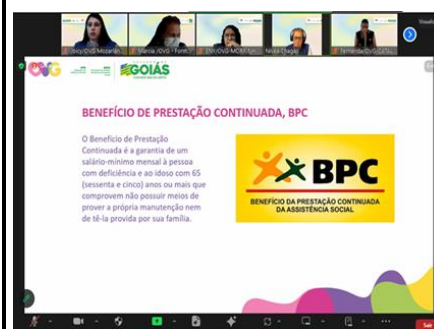 Nívea Chagas
OVG
GOIÁS
BENEFÍCIO DE PRESTAÇÃO CONTINUADA, BPC
O Benefício de Prestação
Continuada é a garantia de um
salário-mínimo mensal à pessoa
com deficiência e ao idoso com 65
(sessenta e cinco) anos ou mais que
comprovem não possuir meios de
prover a própria manutenção nem
de tê-la provida por sua família.
BPC
BENEFÍCIO DA PRESTAÇÃO CONTINUADA
DA ASSISTÊNCIA SOCIAL
Sair